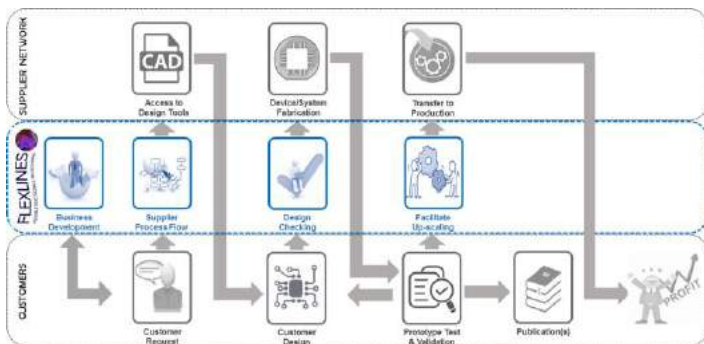 SUPPLIER NETWORK
CAD
Access to
Design Tools
Device/System
Fabrication
Transfer to
Production
FLEXLINES
Business
Development
Supplier
Process Flow
Design
Checking
Facilitate
Up-scaling
CUSTOMERS
Customer
Request
Customer
Design
Prototype Test
& Validation
Publication(s)
PROFIT